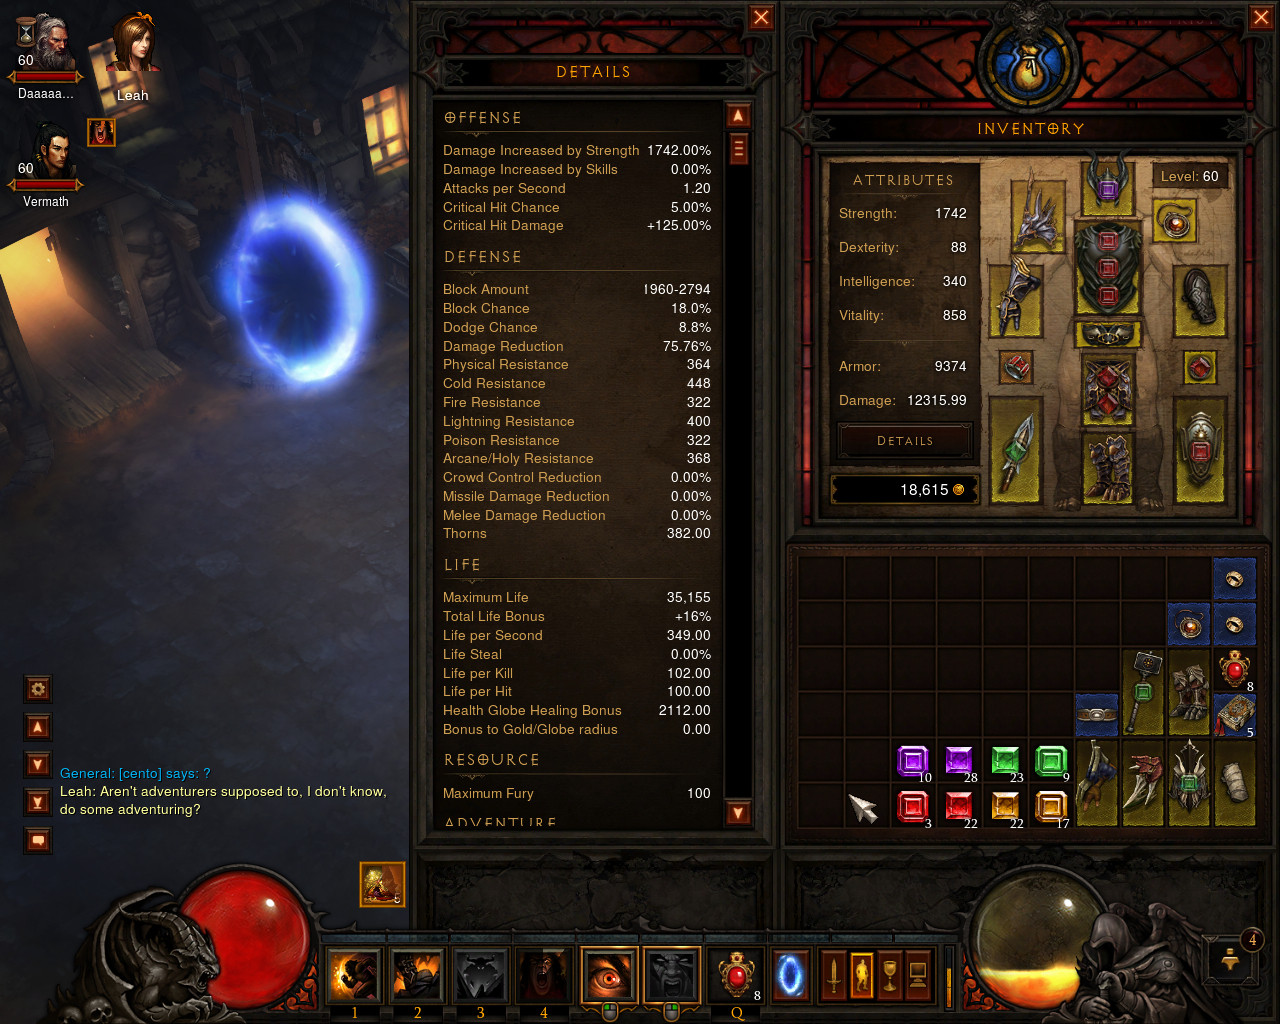 60
Daaaaa...
Leah
60
Vermath
General: [cento] says: ?
Leah: Aren't adventurers supposed to, I don't know,
do some adventuring?
5
DETAILS
OFFENSE
Damage Increased by Strength 1742.00%
Damage Increased by Skills 0.00%
Attacks per Second 1.20
Critical Hit Chance 5.00%
Critical Hit Damage +125.00%
DEFENSE
Block Amount 1960-2794
Block Chance 18.0%
Dodge Chance 8.8%
Damage Reduction 75.76%
Physical Resistance 364
Cold Resistance 448
Fire Resistance 322
Lightning Resistance 400
Poison Resistance 322
Arcane/Holy Resistance 368
Crowd Control Reduction 0.00%
Missile Damage Reduction 0.00%
Melee Damage Reduction 0.00%
Thorns 382.00
LIFE
Maximum Life 35,155
Total Life Bonus +16%
Life per Second 349.00
Life Steal 0.00%
Life per Kill 102.00
Life per Hit 100.00
Health Globe Healing Bonus 2112.00
Bonus to Gold/Globe radius 0.00
RESOURCE
Maximum Fury 100
ADVENTURE
INVENTORY
ATTRIBUTES
Level: 60
Strength: 1742
Dexterity: 88
Intelligence: 340
Vitality: 858
Armor: 9374
Damage: 12315.99
DETAILS
18,615
8
5
10 28 23 9
3 22 22 17
8
4
1 2 3 4 Q